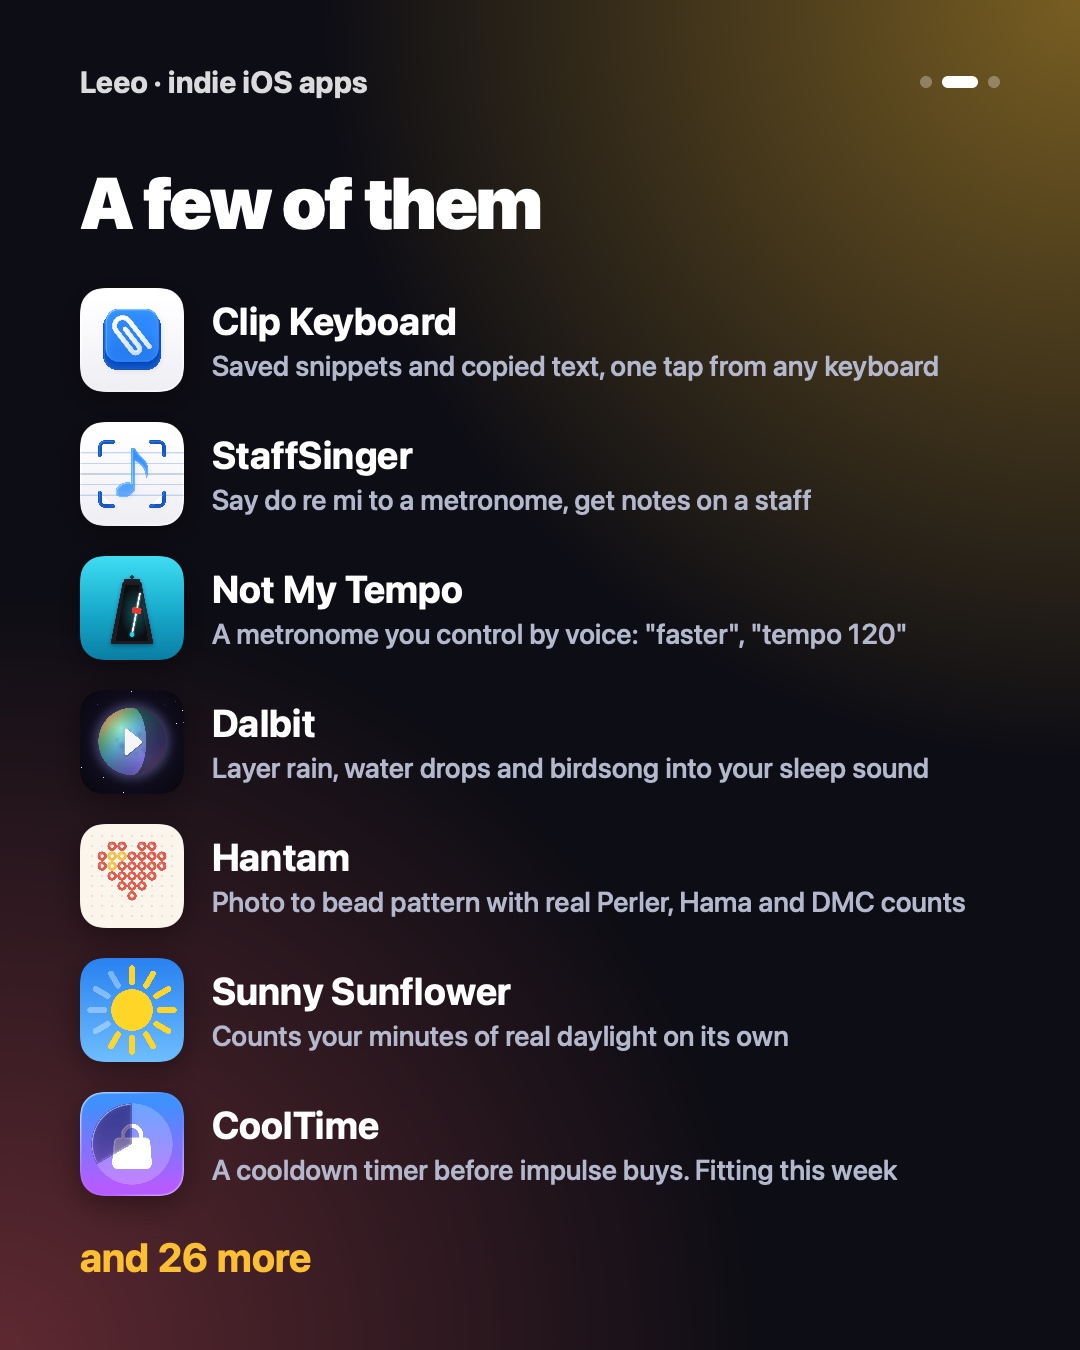 Leeo · indie iOS apps
A few of them
Clip Keyboard
Saved snippets and copied text, one tap from any keyboard
StaffSinger
Say do re mi to a metronome, get notes on a staff
Not My Tempo
A metronome you control by voice: "faster", "tempo 120"
Dalbit
Layer rain, water drops and birdsong into your sleep sound
Hantam
Photo to bead pattern with real Perler, Hama and DMC counts
Sunny Sunflower
Counts your minutes of real daylight on its own
CoolTime
A cooldown timer before impulse buys. Fitting this week
and 26 more